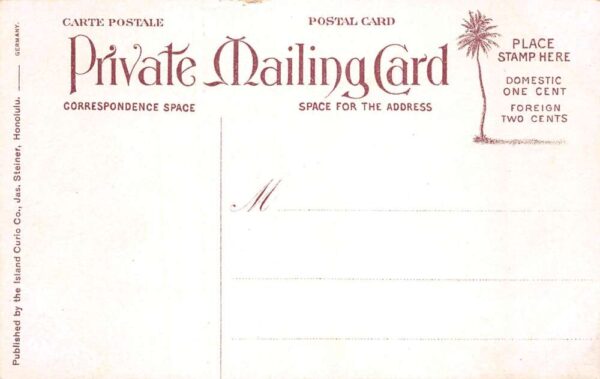 CARTE POSTALE
POSTAL CARD
Private Mailing Card
CORRESPONDENCE SPACE
SPACE FOR THE ADDRESS
PLACE
STAMP HERE
DOMESTIC
ONE CENT
FOREIGN
TWO CENTS
M
Published by the Island Curio Co., Jas. Steiner, Honolulu. ___ GERMANY.